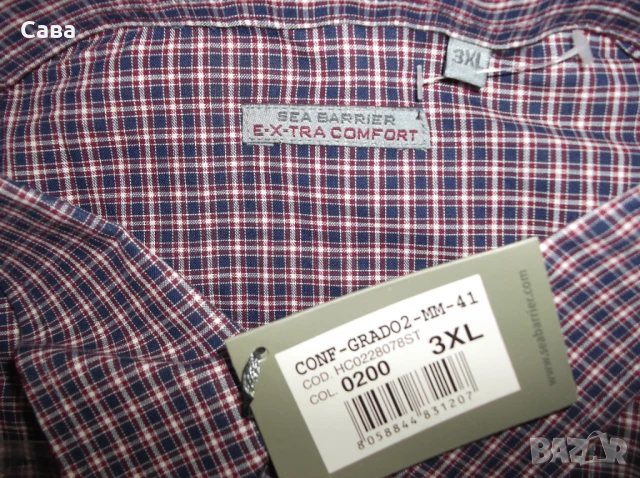 Сава
3XL
SEA BARRIER
E-X-TRA COMFORT
CONF-GRADO2-MM-41
COD. HC0228078ST
COL. 0200 3XL
8058844831207
www.seabarrier.com
BAZAR